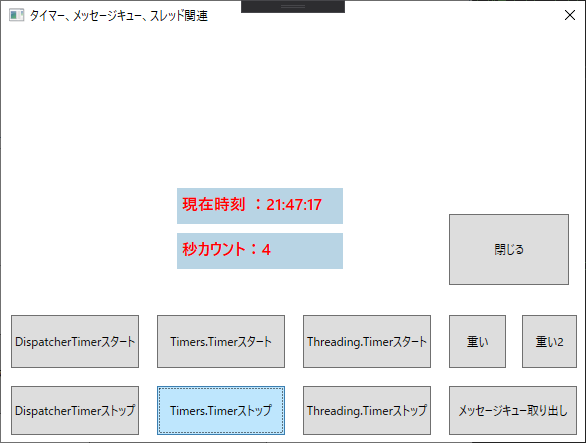 タイマー、メッセージキュー、スレッド関連
現在時刻 ：21:47:17
秒カウント：4
閉じる
DispatcherTimerスタート
Timers.Timerスタート
Threading.Timerスタート
重い
重い2
DispatcherTimerストップ
Timers.Timerストップ
Threading.Timerストップ
メッセージキュー取り出し